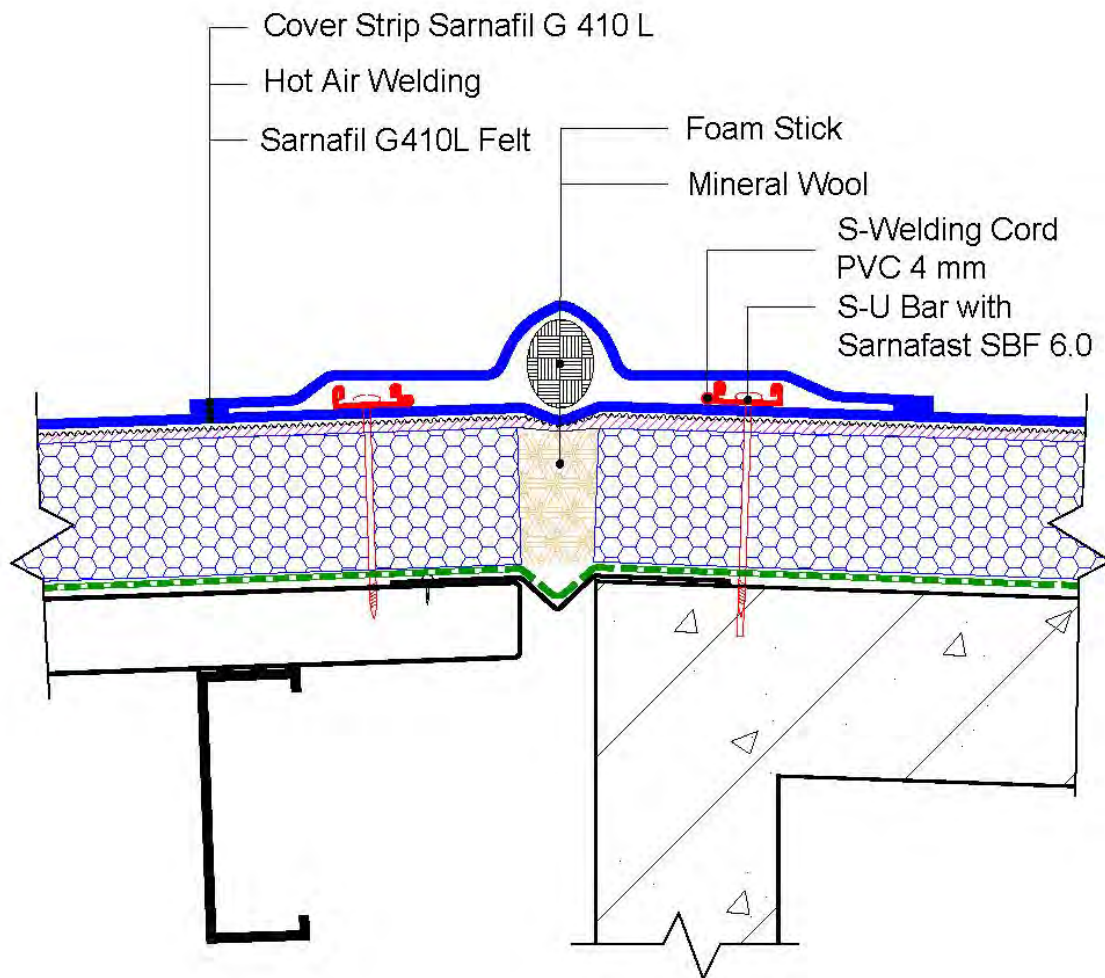 Cover Strip Sarnafil G 410 L
Hot Air Welding
Sarnafil G410L Felt
Foam Stick
Mineral Wool
S-Welding Cord
PVC 4 mm
S-U Bar with
Sarnafast SBF 6.0